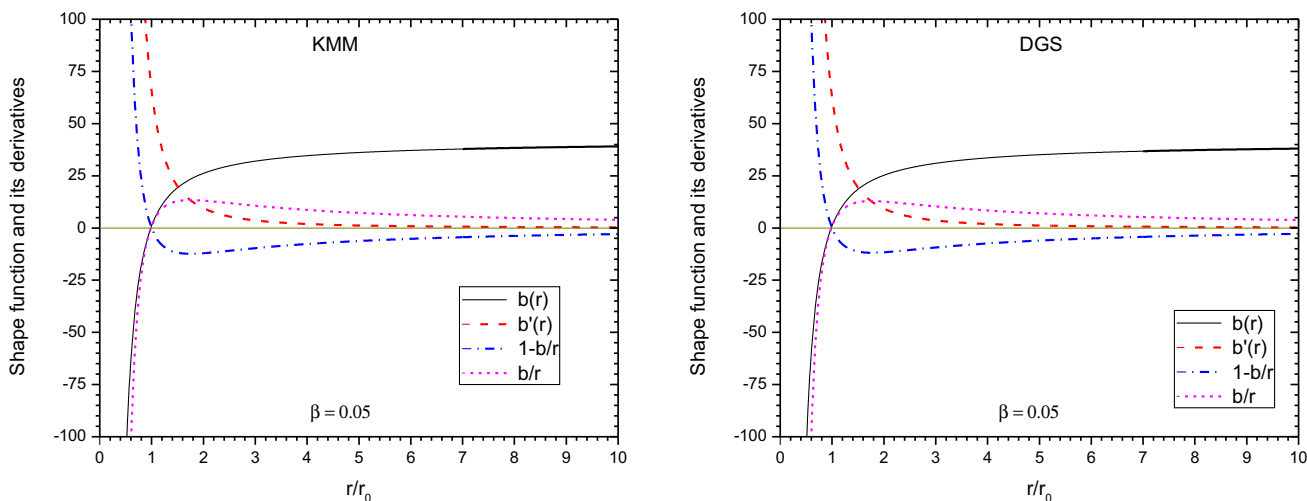 KMM
Shape function and its derivatives
100
75
50
25
0
-25
-50
-75
-100
b(r)
b'(r)
1-b/r
b/r
β = 0.05
0 1 2 3 4 5 6 7 8 9 10
r/r0
DGS
Shape function and its derivatives
100
75
50
25
0
-25
-50
-75
-100
b(r)
b'(r)
1-b/r
b/r
β = 0.05
0 1 2 3 4 5 6 7 8 9 10
r/r0